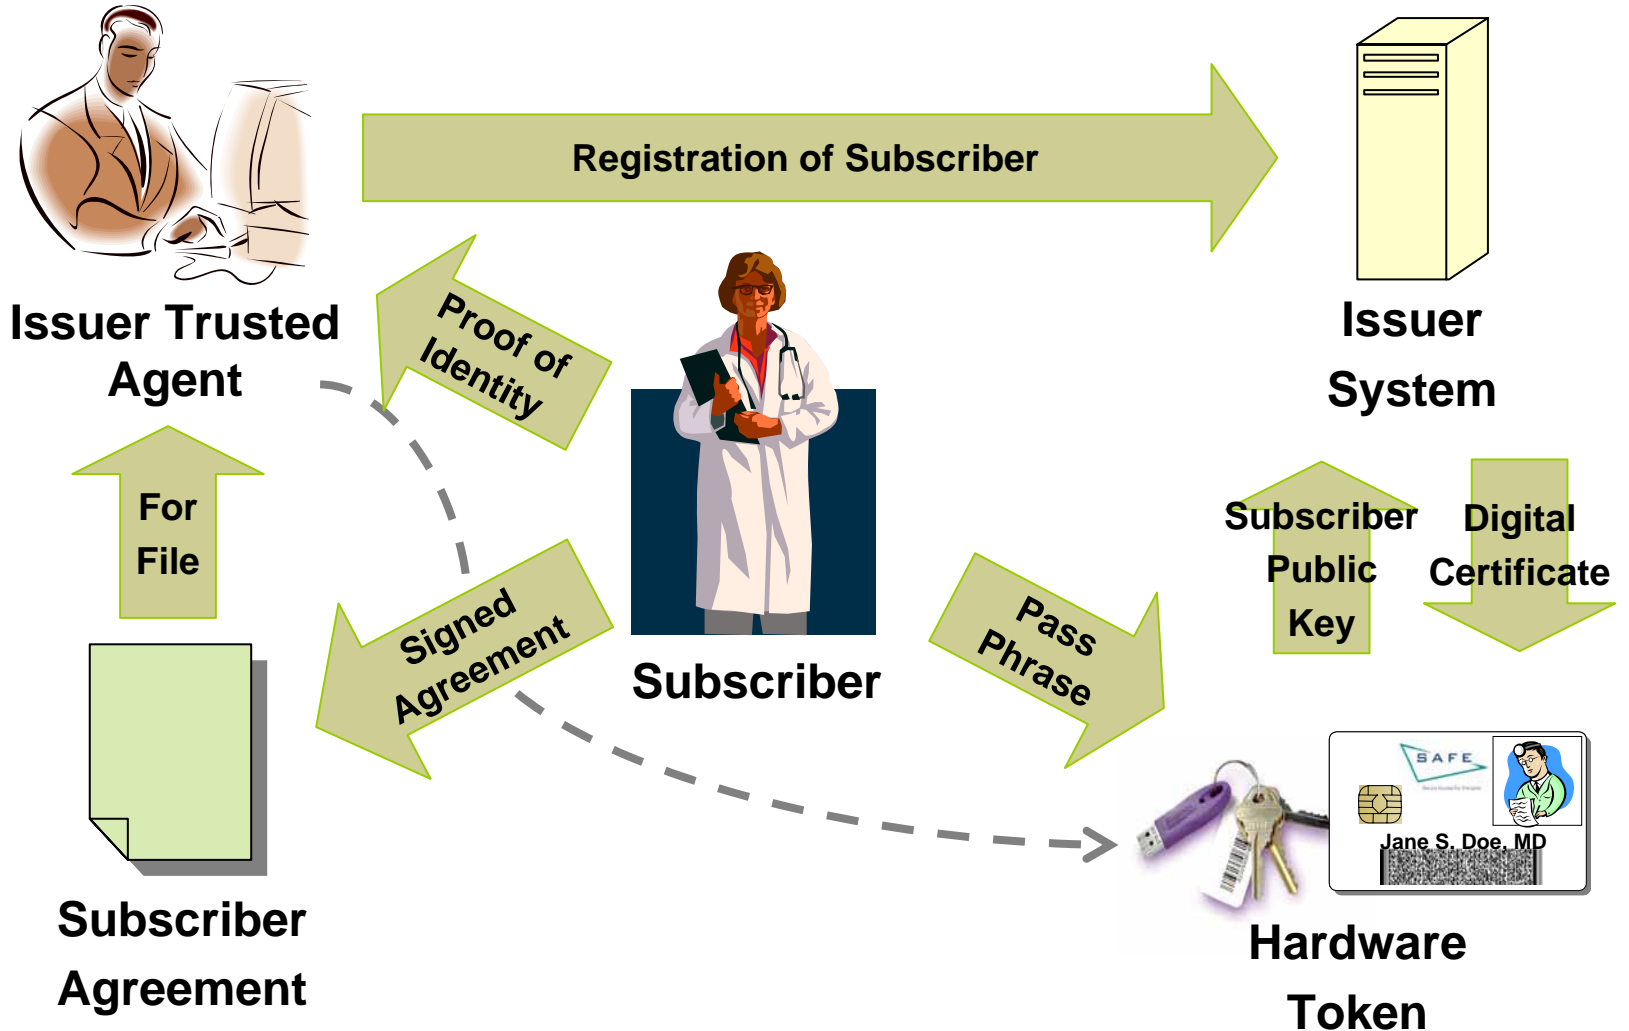 Registration of Subscriber
Issuer Trusted
Agent
Proof of
Identity
Issuer
System
For
File
Signed
Agreement
Subscriber
Pass
Phrase
Subscriber
Public
Key
Digital
Certificate
SAFE
Jane S. Doe, MD
Subscriber
Agreement
Hardware
Token